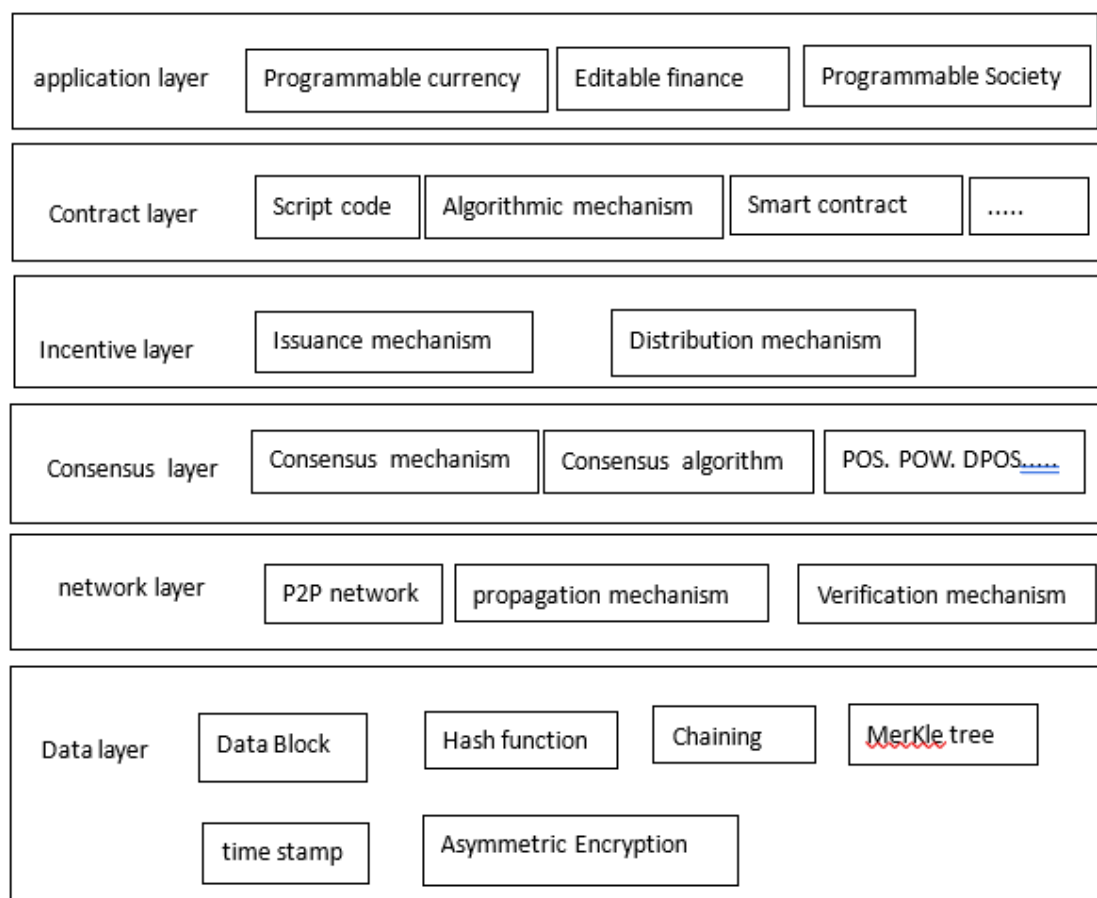 application layer Programmable currency Editable finance Programmable Society
Contract layer Script code Algorithmic mechanism Smart contract .....
Incentive layer Issuance mechanism Distribution mechanism
Consensus layer Consensus mechanism Consensus algorithm POS. POW. DPOS.....
network layer P2P network propagation mechanism Verification mechanism
Data layer Data Block Hash function Chaining MerKle tree
time stamp Asymmetric Encryption